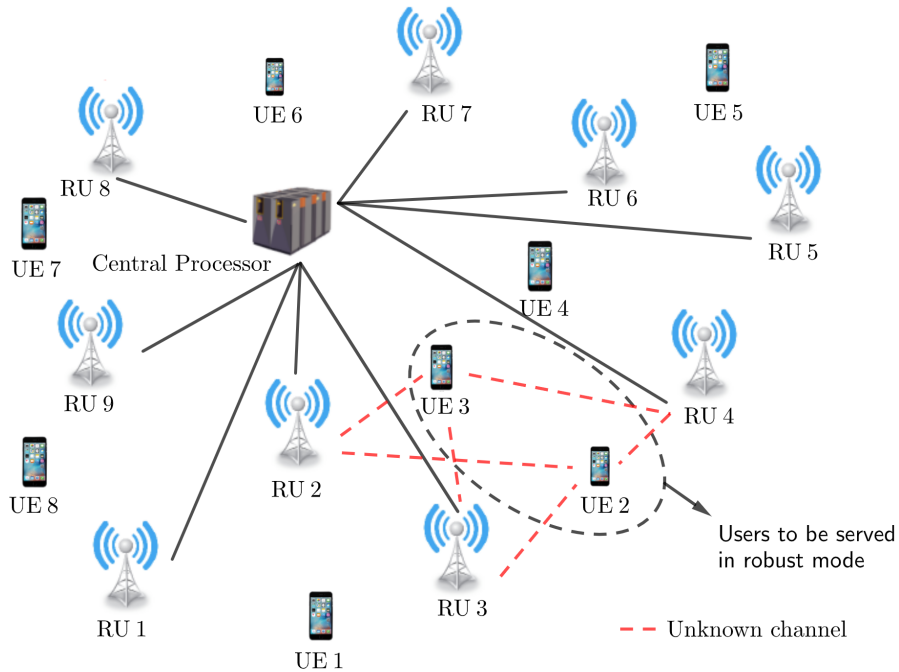 RU 7
UE 6
UE 5
RU 8
RU 6
UE 7
Central Processor
RU 5
UE 4
RU 9
UE 3
RU 4
RU 2
UE 8
UE 2
Users to be served
in robust mode
RU 3
RU 1
Unknown channel
UE 1